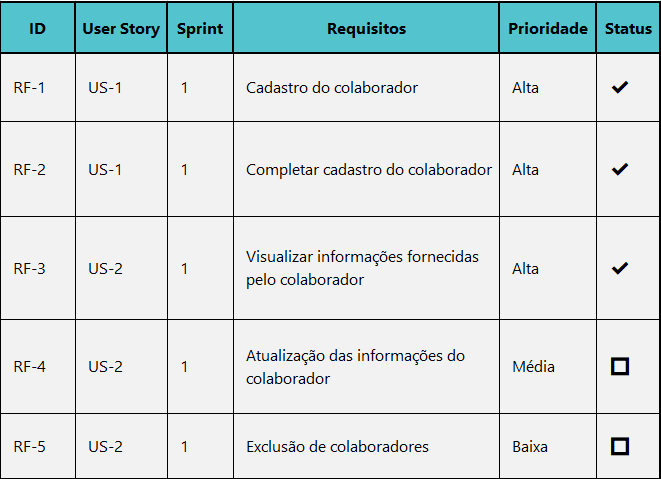 ID User Story Sprint Requisitos Prioridade Status
RF-1 US-1 1 Cadastro do colaborador Alta ✔
RF-2 US-1 1 Completar cadastro do colaborador Alta ✔
RF-3 US-2 1 Visualizar informações fornecidas
pelo colaborador Alta ✔
RF-4 US-2 1 Atualização das informações do
colaborador Média ☐
RF-5 US-2 1 Exclusão de colaboradores Baixa ☐